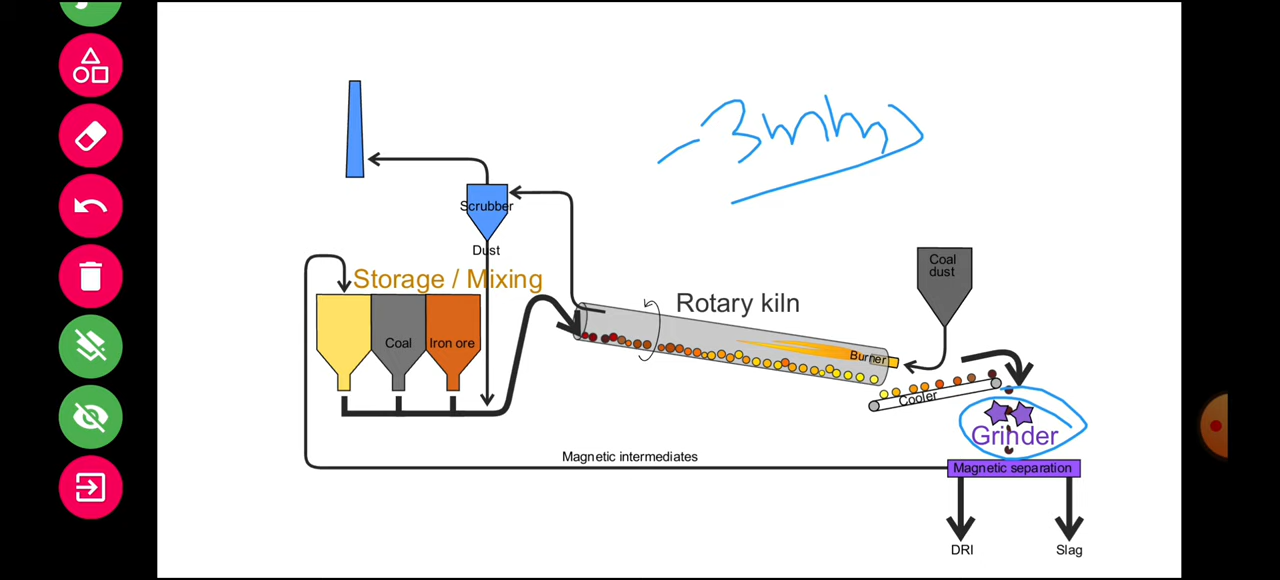 -3mm
Scrubber
Dust
Storage / Mixing
Coal
Iron ore
Rotary kiln
Coal
dust
Burner
Cooler
Grinder
Magnetic intermediates
Magnetic separation
DRI
Slag